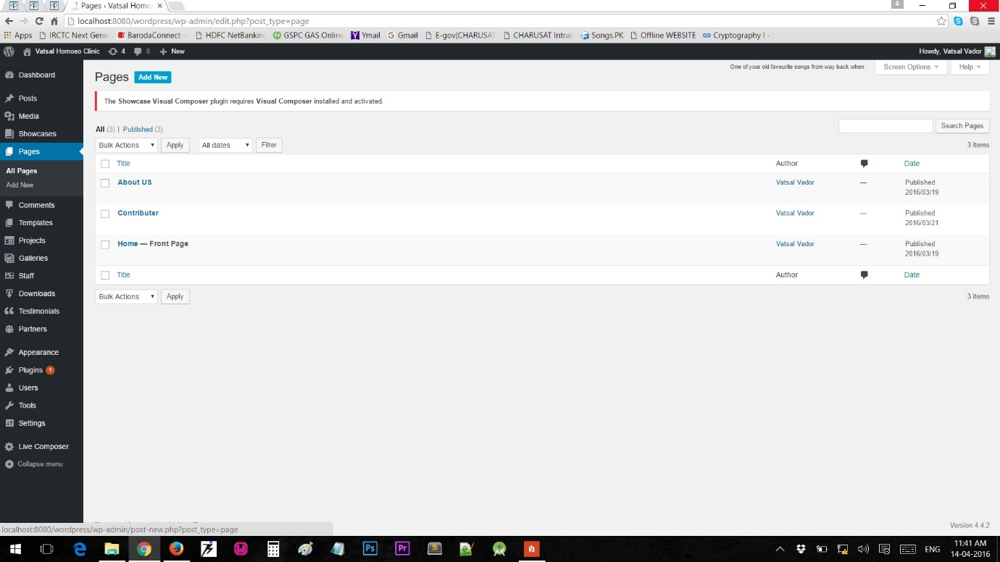 Pages ‹ Vatsal Homo
localhost:8080/wordpress/wp-admin/edit.php?post_type=page
Apps IRCTC Next Gene BarodaConnect - HDFC NetBanking GSPC GAS Online Ymail Gmail E-gov(CHARUSAT CHARUSAT Intran Songs.PK Offline WEBSITE Cryptography I -
Vatsal Homoeo Clinic 4 0 New Howdy, Vatsal Vador
Dashboard
Posts
Media
Showcases
Pages
All Pages
Add New
Comments
Templates
Projects
Galleries
Staff
Downloads
Testimonials
Partners
Appearance
Plugins 1
Users
Tools
Settings
Live Composer
Collapse menu
One of your old favourite songs from way back when Screen Options Help
Pages Add New
The Showcase Visual Composer plugin requires Visual Composer installed and activated.
All (3) | Published (3)
Search Pages
Bulk Actions Apply All dates Filter 3 items
Title Author Date
About US Vatsal Vador — Published
2016/03/19
Contributer Vatsal Vador — Published
2016/03/21
Home — Front Page Vatsal Vador — Published
2016/03/19
Title Author Date
Bulk Actions Apply 3 items
Version 4.4.2
localhost:8080/wordpress/wp-admin/post-new.php?post_type=page
Ps Pr S ENG 11:41 AM
14-04-2016